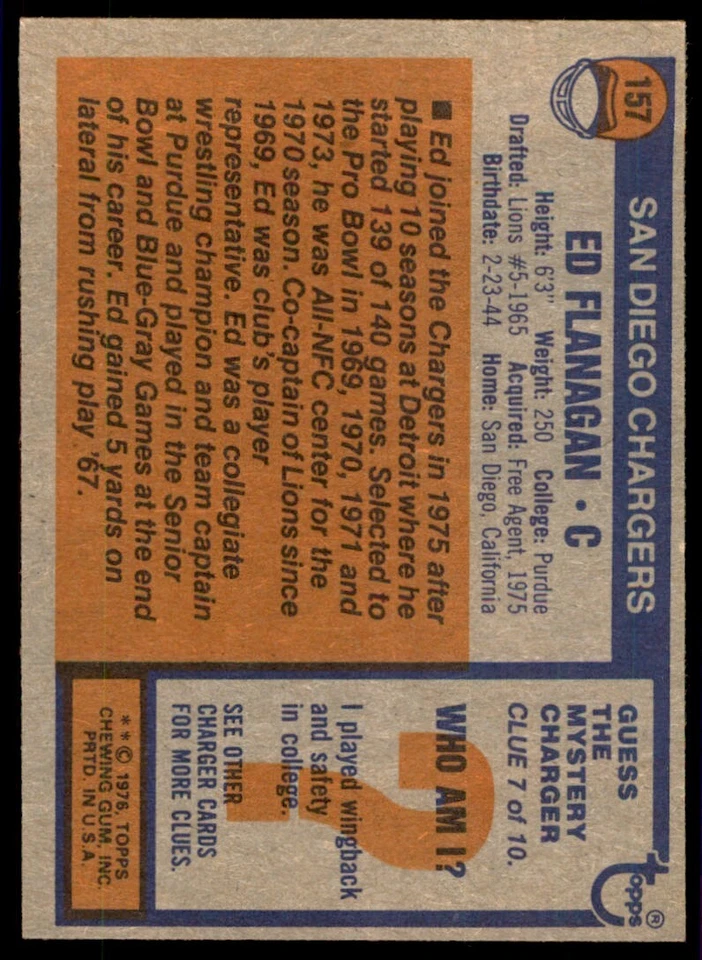 157
SAN DIEGO CHARGERS
ED FLANAGAN • C
Height: 6'3" Weight: 250 College: Purdue
Drafted: Lions #5-1965 Acquired: Free Agent, 1975
Birthdate: 2-23-44 Home: San Diego, California
■ Ed joined the Chargers in 1975 after
playing 10 seasons at Detroit where he
started 139 of 140 games. Selected to
the Pro Bowl in 1969, 1970, 1971 and
1973, he was All-NFC center for the
1970 season. Co-captain of Lions since
1969, Ed was club's player
representative. Ed was a collegiate
wrestling champion and team captain
at Purdue and played in the Senior
Bowl and Blue-Gray Games at the end
of his career. Ed gained 5 yards on
lateral from rushing play '67.
topps®
GUESS
THE
MYSTERY
CHARGER
CLUE 7 of 10.
?
WHO AM I?
I played wingback
and safety
in college.
SEE OTHER
CHARGER CARDS
FOR MORE CLUES.
**© 1976, TOPPS
CHEWING GUM, INC.
PRTD. IN U.S.A.